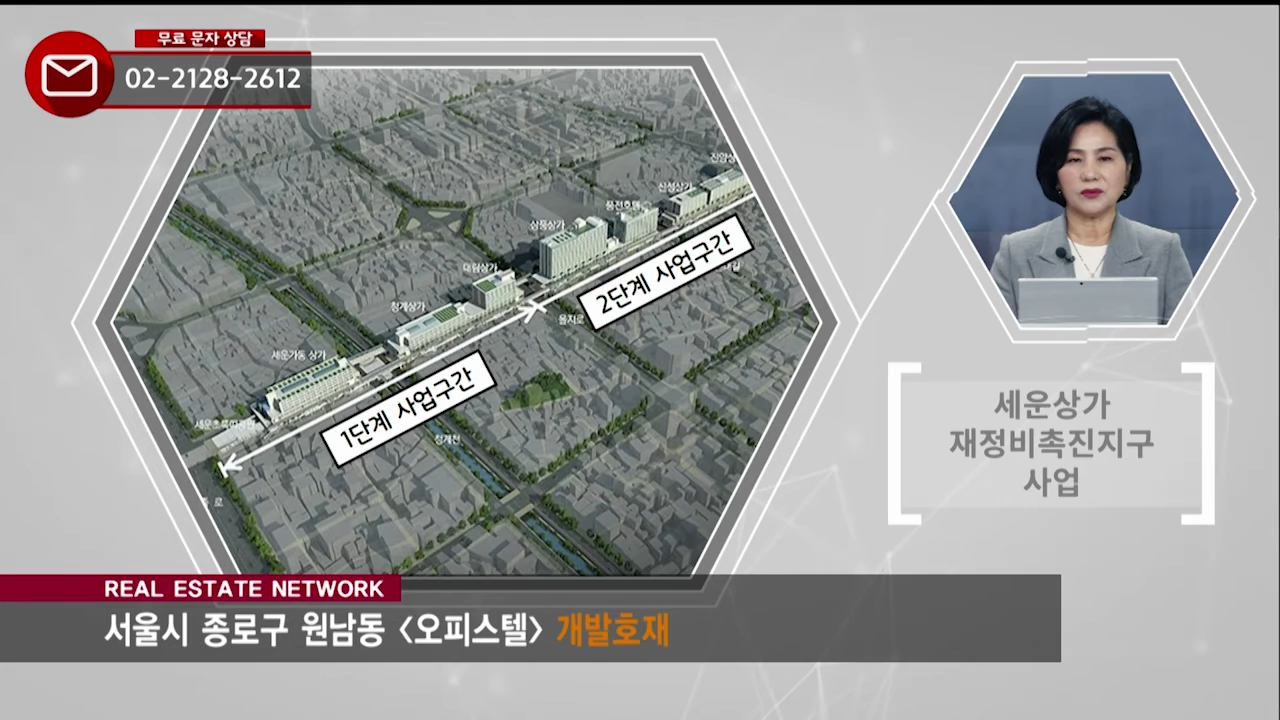 무료 문자 상담
02-2128-2612
진양상
신성상가
풍전호텔
삼풍상가
대림상가
2단계 사업구간
청계상가
을지로
세운가동 상가
1단계 사업구간
청계천
세운상가
재정비촉진지구
사업
REAL ESTATE NETWORK
서울시 종로구 원남동 <오피스텔> 개발호재